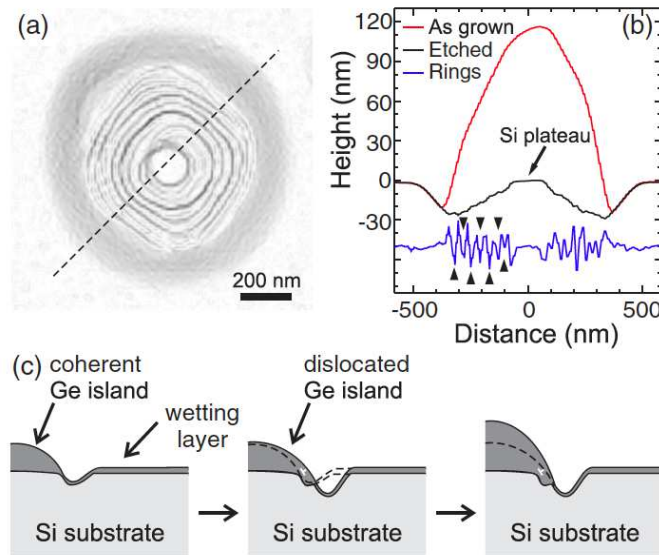 (a)
200 nm
(b)
As grown
Etched
Rings
Si plateau
Height (nm)
120
90
60
30
0
-30
-500
0
500
Distance (nm)
(c)
coherent
Ge island
wetting
layer
dislocated
Ge island
Si substrate
Si substrate
Si substrate